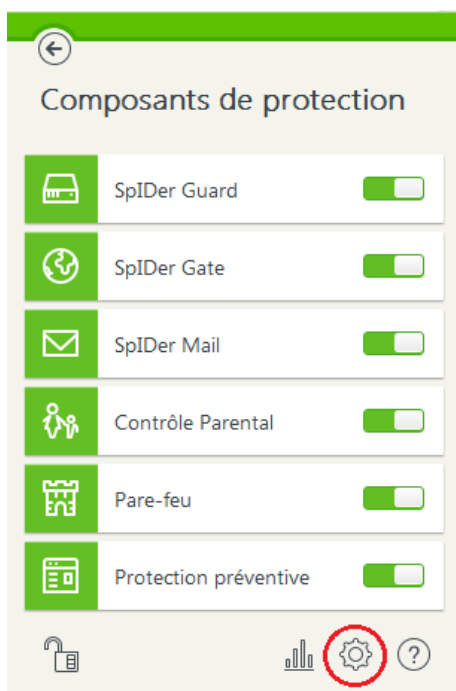 Composants de protection
SpIDer Guard
SpIDer Gate
SpIDer Mail
Contrôle Parental
Pare-feu
Protection préventive
?